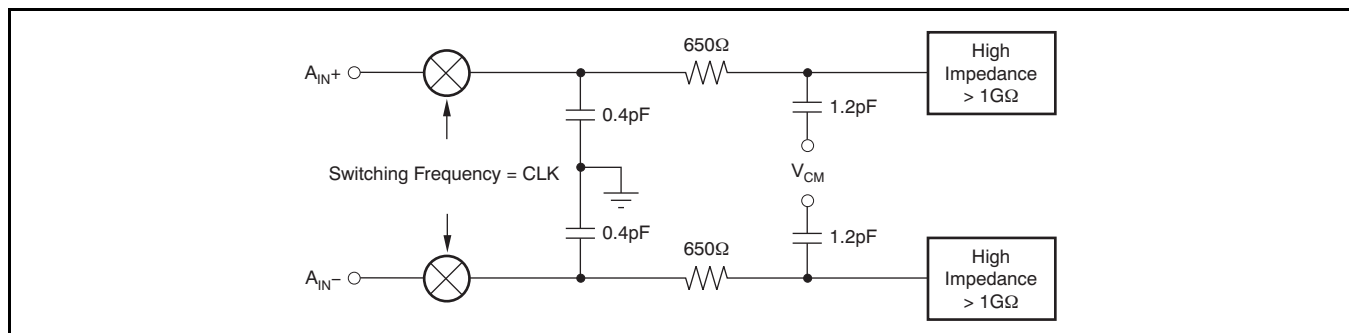 650Ω
High
Impedance
> 1GΩ
AIN+
0.4pF
1.2pF
Switching Frequency = CLK
VCM
0.4pF
1.2pF
650Ω
High
Impedance
> 1GΩ
AIN−